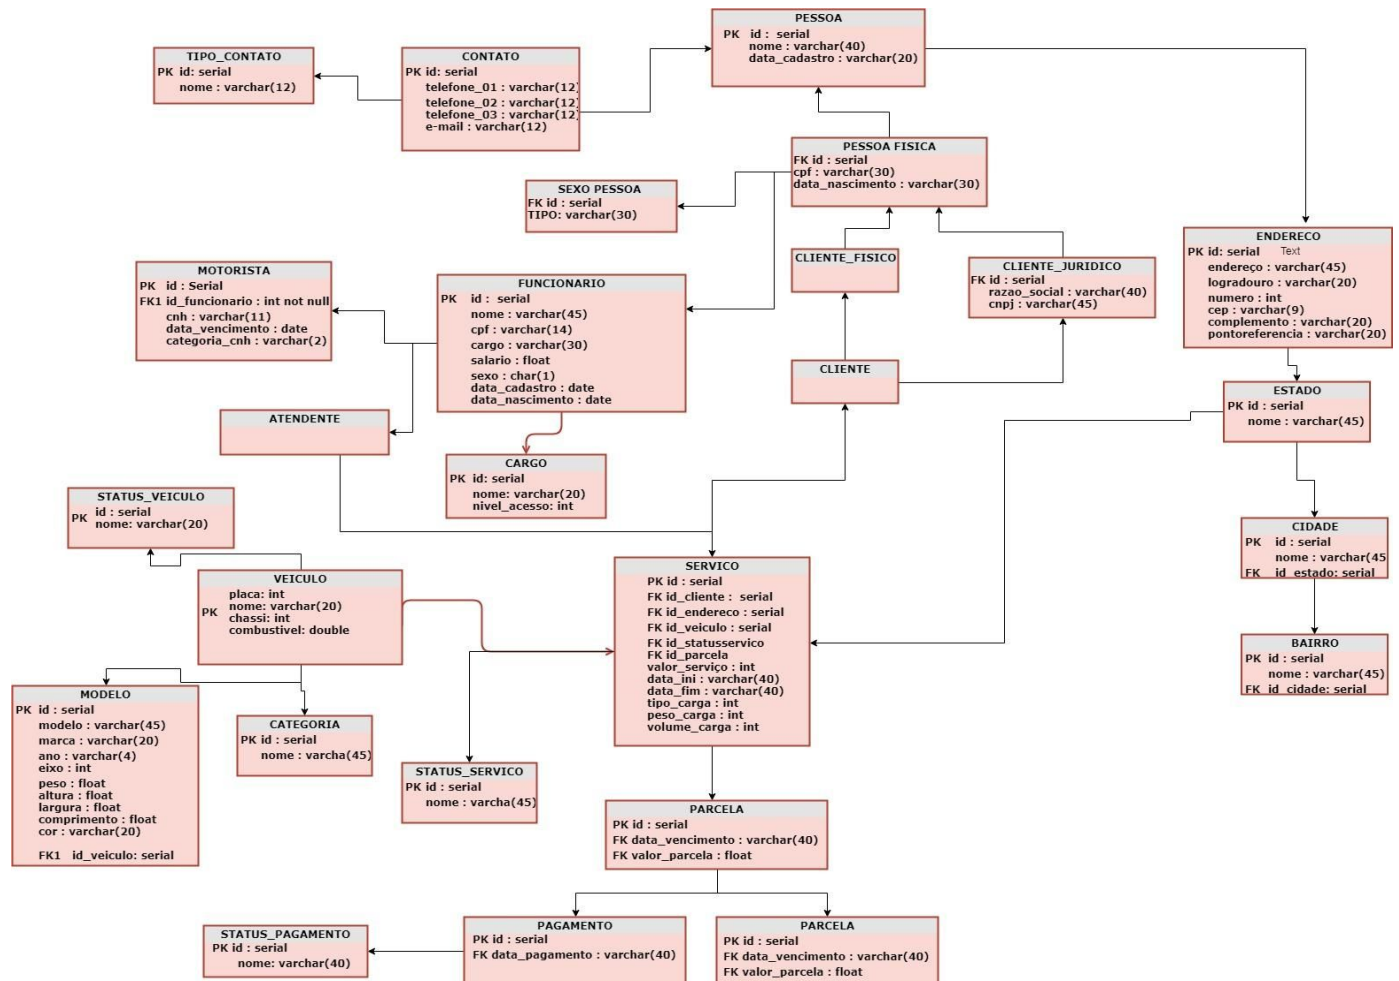 PESSOA
PK id : serial
nome : varchar(40)
data_cadastro : varchar(20)
TIPO_CONTATO
PK id: serial
nome : varchar(12)
CONTATO
PK id: serial
telefone_01 : varchar(12)
telefone_02 : varchar(12)
telefone_03 : varchar(12)
e-mail : varchar(12)
PESSOA FISICA
FK id : serial
cpf : varchar(30)
data_nascimento : varchar(30)
SEXO PESSOA
FK id : serial
TIPO: varchar(30)
ENDERECO
PK id: serial Text
endereço : varchar(45)
logradouro : varchar(20)
numero : int
cep : varchar(9)
complemento : varchar(20)
pontoreferencia : varchar(20)
CLIENTE_FISICO
CLIENTE_JURIDICO
FK id : serial
razao_social : varchar(40)
cnpj : varchar(45)
MOTORISTA
PK id : Serial
FK1 id_funcionario : int not null
cnh : varchar(11)
data_vencimento : date
categoria_cnh : varchar(2)
FUNCIONARIO
PK id : serial
nome : varchar(45)
cpf : varchar(14)
cargo : varchar(30)
salario : float
sexo : char(1)
data_cadastro : date
data_nascimento : date
CLIENTE
ESTADO
PK id : serial
nome : varchar(45)
ATENDENTE
CARGO
PK id: serial
nome: varchar(20)
nivel_acesso: int
STATUS_VEICULO
PK id : serial
nome: varchar(20)
CIDADE
PK id : serial
nome : varchar(45
FK id_estado: serial
VEICULO
placa: int
nome: varchar(20)
PK chassi: int
combustivel: double
SERVICO
PK id : serial
FK id_cliente : serial
FK id_endereco : serial
FK id_veiculo : serial
FK id_statusservico
FK id_parcela
valor_serviço : int
data_ini : varchar(40)
data_fim : varchar(40)
tipo_carga : int
peso_carga : int
volume_carga : int
BAIRRO
PK id : serial
nome : varchar(45)
FK id_cidade: serial
MODELO
PK id : serial
modelo : varchar(45)
marca : varchar(20)
ano : varchar(4)
eixo : int
peso : float
altura : float
largura : float
comprimento : float
cor : varchar(20)
FK1 id_veiculo: serial
CATEGORIA
PK id : serial
nome : varcha(45)
STATUS_SERVICO
PK id : serial
nome : varcha(45)
PARCELA
PK id : serial
FK data_vencimento : varchar(40)
FK valor_parcela : float
STATUS_PAGAMENTO
PK id : serial
nome: varchar(40)
PAGAMENTO
PK id : serial
FK data_pagamento : varchar(40)
PARCELA
PK id : serial
FK data_vencimento : varchar(40)
FK valor_parcela : float